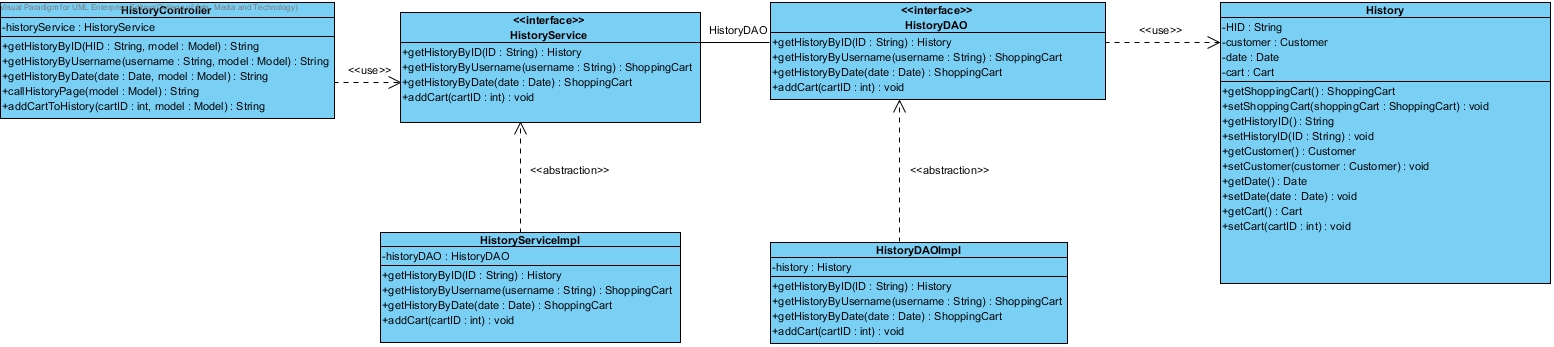 Visual Paradigm for UML Enterprise Edition
Media and Technology)
HistoryController
-historyService : HistoryService
+getHistoryByID(HID : String, model : Model) : String
+getHistoryByUsername(username : String, model : Model) : String
+getHistoryByDate(date : Date, model : Model) : String
+callHistoryPage(model : Model) : String
+addCartToHistory(cartID : int, model : Model) : String
<<use>>
<<interface>>
HistoryService
+getHistoryByID(ID : String) : History
+getHistoryByUsername(username : String) : ShoppingCart
+getHistoryByDate(date : Date) : ShoppingCart
+addCart(cartID : int) : void
HistoryDAO
<<interface>>
HistoryDAO
+getHistoryByID(ID : String) : History
+getHistoryByUsername(username : String) : ShoppingCart
+getHistoryByDate(date : Date) : ShoppingCart
+addCart(cartID : int) : void
<<use>>
History
-HID : String
-customer : Customer
-date : Date
-cart : Cart
+getShoppingCart() : ShoppingCart
+setShoppingCart(shoppingCart : ShoppingCart) : void
+getHistoryID() : String
+setHistoryID(ID : String) : void
+getCustomer() : Customer
+setCustomer(customer : Customer) : void
+getDate() : Date
+setDate(date : Date) : void
+getCart() : Cart
+setCart(cartID : int) : void
<<abstraction>>
<<abstraction>>
HistoryServiceImpl
-historyDAO : HistoryDAO
+getHistoryByID(ID : String) : History
+getHistoryByUsername(username : String) : ShoppingCart
+getHistoryByDate(date : Date) : ShoppingCart
+addCart(cartID : int) : void
HistoryDAOImpl
-history : History
+getHistoryByID(ID : String) : History
+getHistoryByUsername(username : String) : ShoppingCart
+getHistoryByDate(date : Date) : ShoppingCart
+addCart(cartID : int) : void